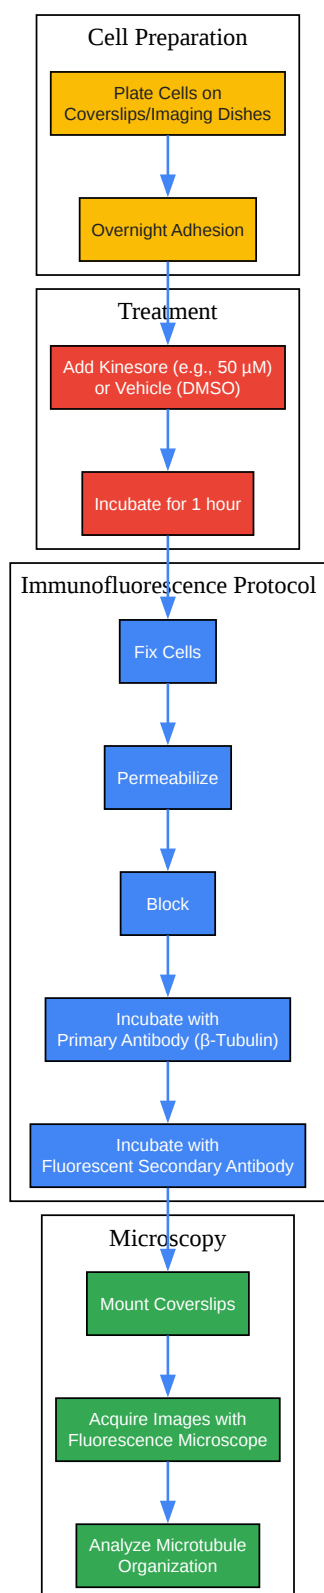 Cell Preparation
Plate Cells on
Coverslips/Imaging Dishes
Overnight Adhesion
Treatment
Add Kinesore (e.g., 50 µM)
or Vehicle (DMSO)
Incubate for 1 hour
Immunofluorescence Protocol
Fix Cells
Permeabilize
Block
Incubate with
Primary Antibody (β-Tubulin)
Incubate with
Fluorescent Secondary Antibody
Microscopy
Mount Coverslips
Acquire Images with
Fluorescence Microscope
Analyze Microtubule
Organization